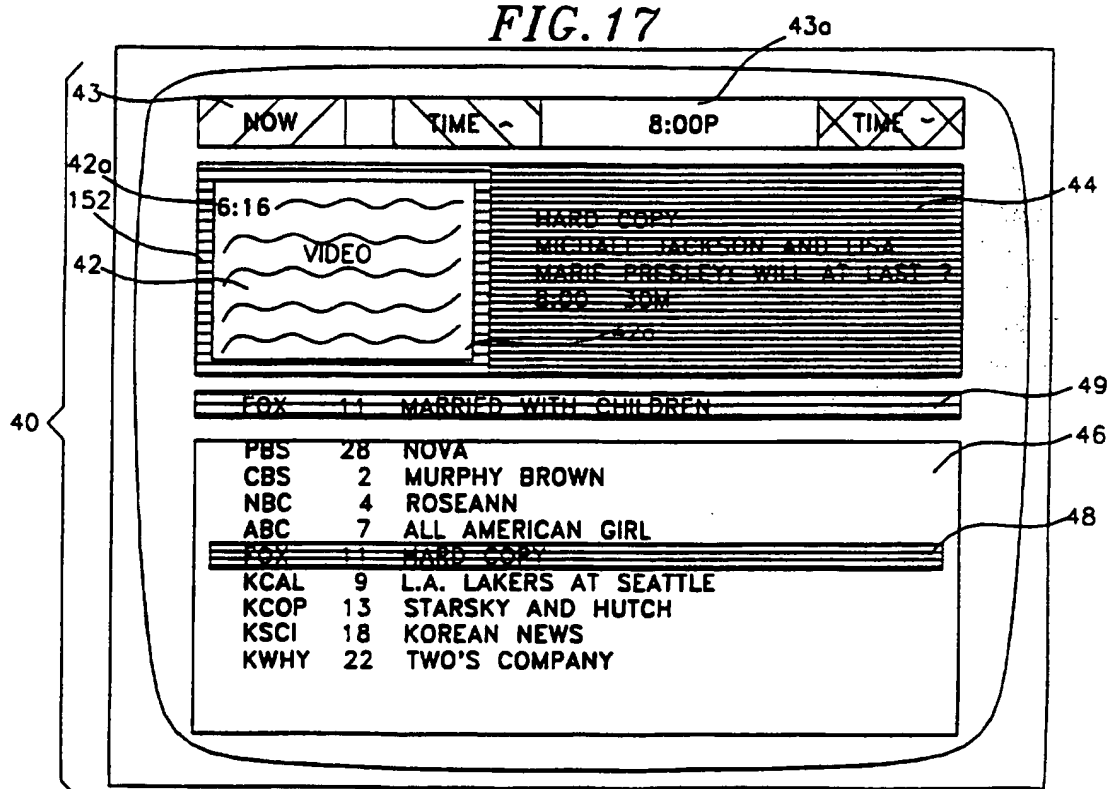 FIG. 17
43a
43
NOW TIME 8:00P TIME
42a
152
42
6:16
VIDEO
HARD COPY
MICHAEL JACKSON AND LISA
MARIE PRESLEY! WILL AT LAST ?
8:00 30M
42a
44
FOX 11 MARRIED WITH CHILDREN
49
40
46
PBS 28 NOVA
CBS 2 MURPHY BROWN
NBC 4 ROSEANN
ABC 7 ALL AMERICAN GIRL
FOX 11 HARD COPY
48
KCAL 9 L.A. LAKERS AT SEATTLE
KCOP 13 STARSKY AND HUTCH
KSCI 18 KOREAN NEWS
KWHY 22 TWO'S COMPANY